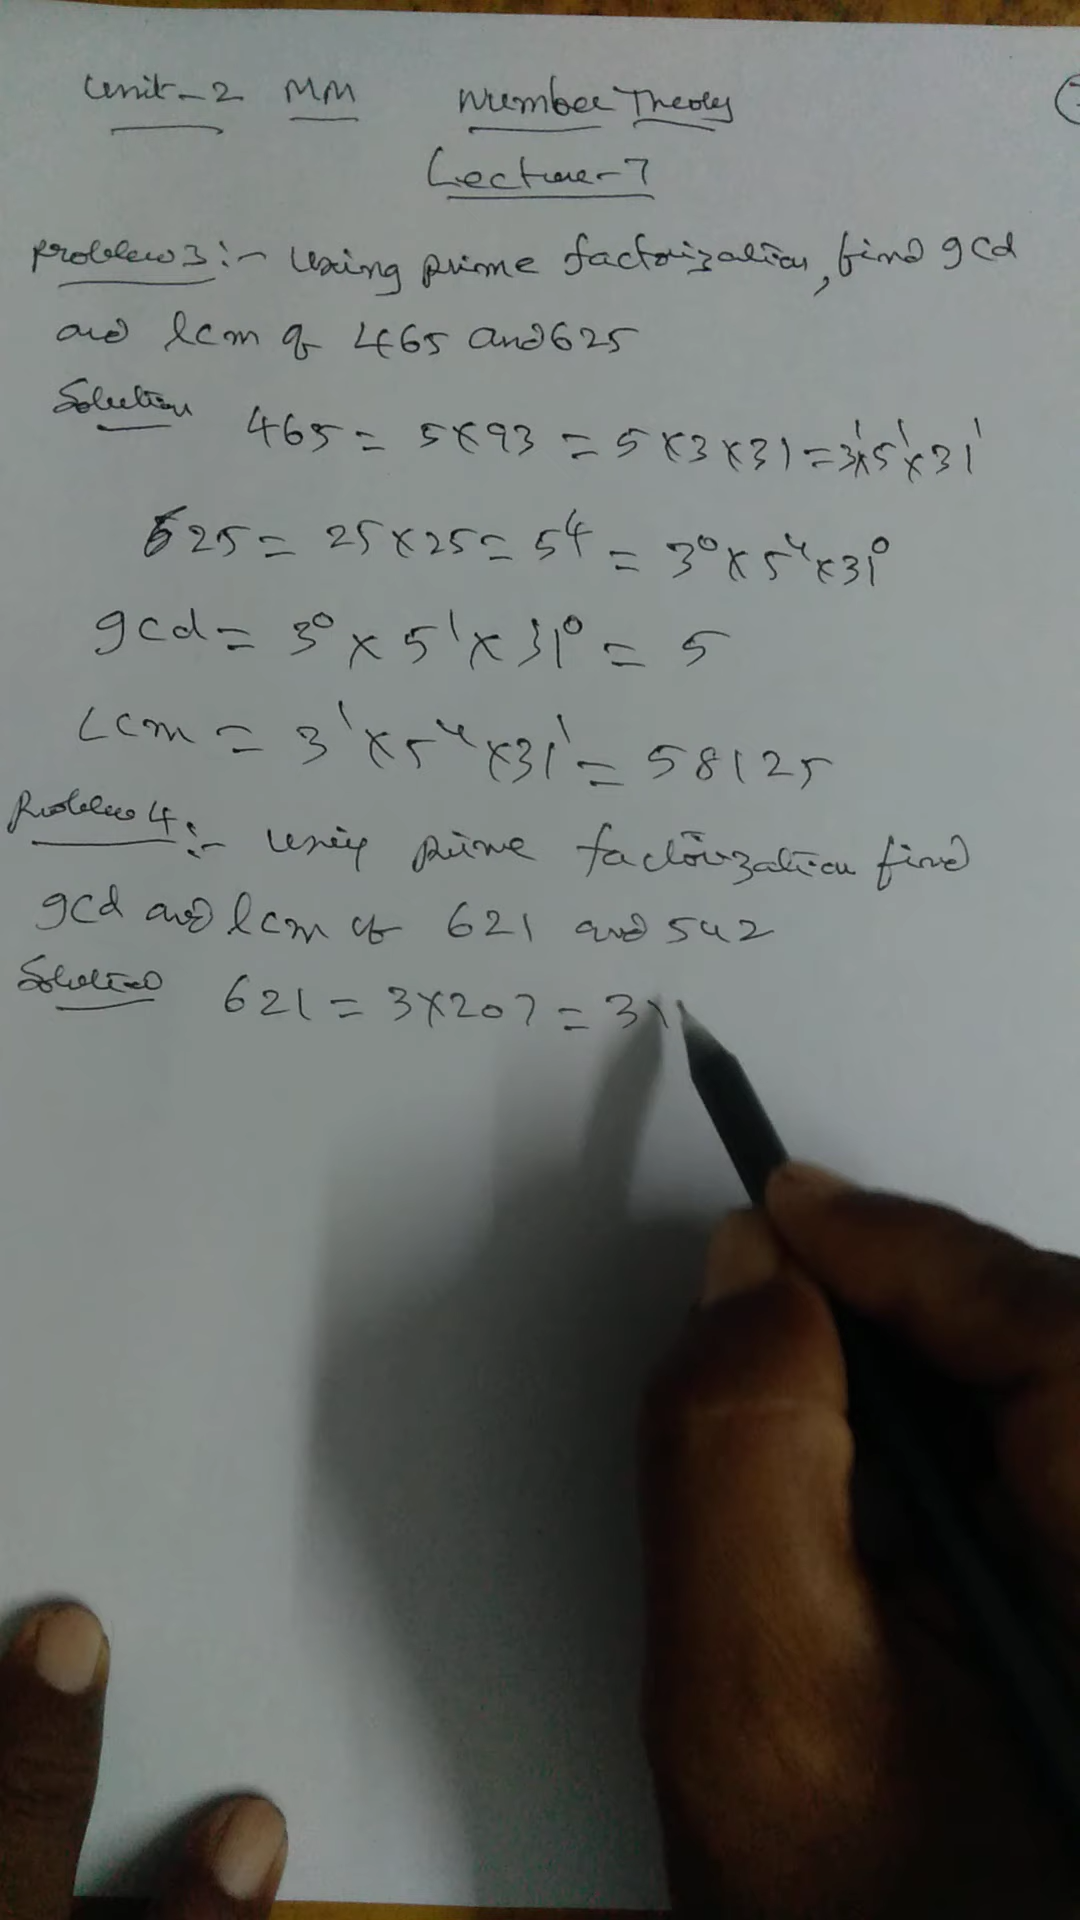 Unit-2 MM Number Theory
Lecture-7
Problem 3:- Using prime factorization, find gcd
and lcm of 465 and 625
Solution 465 = 5×93 = 5×3×31 = 3¹×5¹×31¹
625 = 25×25 = 5⁴ = 3⁰×5⁴×31⁰
gcd = 3⁰×5¹×31⁰ = 5
Lcm = 3¹×5⁴×31¹ = 58125
Problem 4:- Using prime factorization find
gcd and lcm of 621 and 542
Solution 621 = 3×207 = 3×